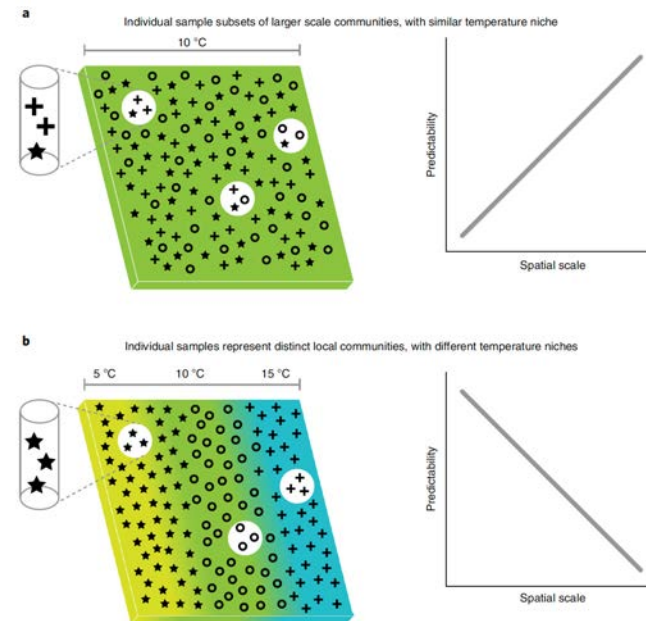 a
Individual sample subsets of larger scale communities, with similar temperature niche
10 °C
Predictability
Spatial scale
b
Individual samples represent distinct local communities, with different temperature niches
5 °C 10 °C 15 °C
Predictability
Spatial scale